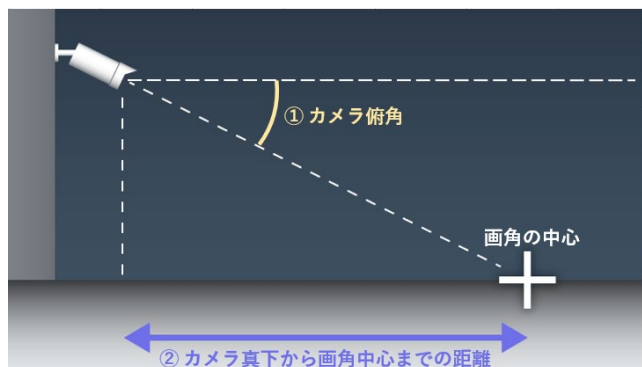 ① カメラ俯角
画角の中心
② カメラ真下から画角中心までの距離